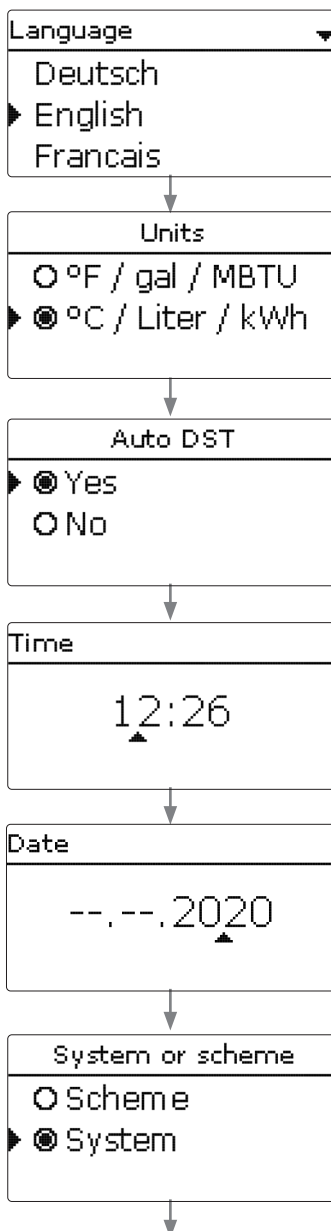 Language
Deutsch
English
Francais
Units
°F / gal / MBTU
°C / Liter / kWh
Auto DST
Yes
No
Time
12:26
Date
--.--.2020
System or scheme
Scheme
System